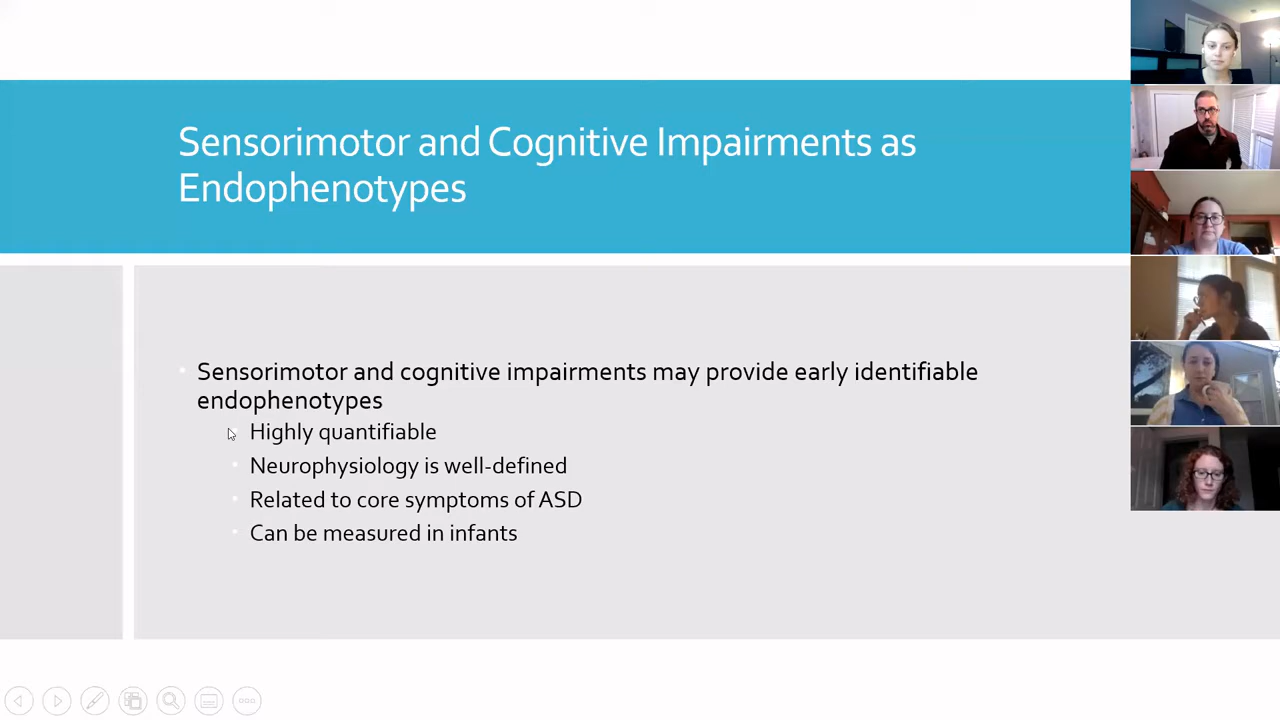 Sensorimotor and Cognitive Impairments as
Endophenotypes
Sensorimotor and cognitive impairments may provide early identifiable
endophenotypes
Highly quantifiable
Neurophysiology is well-defined
Related to core symptoms of ASD
Can be measured in infants